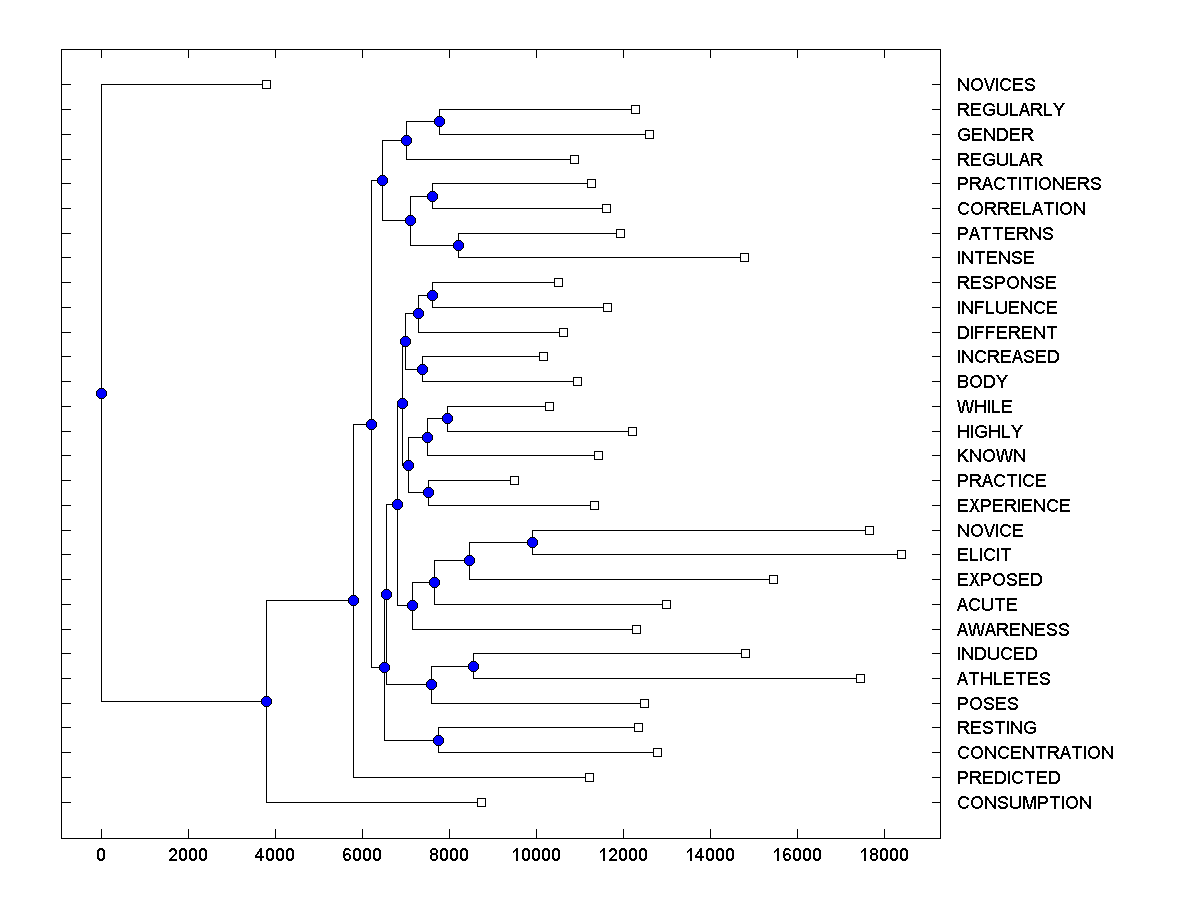 NOVICES
REGULARLY
GENDER
REGULAR
PRACTITIONERS
CORRELATION
PATTERNS
INTENSE
RESPONSE
INFLUENCE
DIFFERENT
INCREASED
BODY
WHILE
HIGHLY
KNOWN
PRACTICE
EXPERIENCE
NOVICE
ELICIT
EXPOSED
ACUTE
AWARENESS
INDUCED
ATHLETES
POSES
RESTING
CONCENTRATION
PREDICTED
CONSUMPTION
0 2000 4000 6000 8000 10000 12000 14000 16000 18000